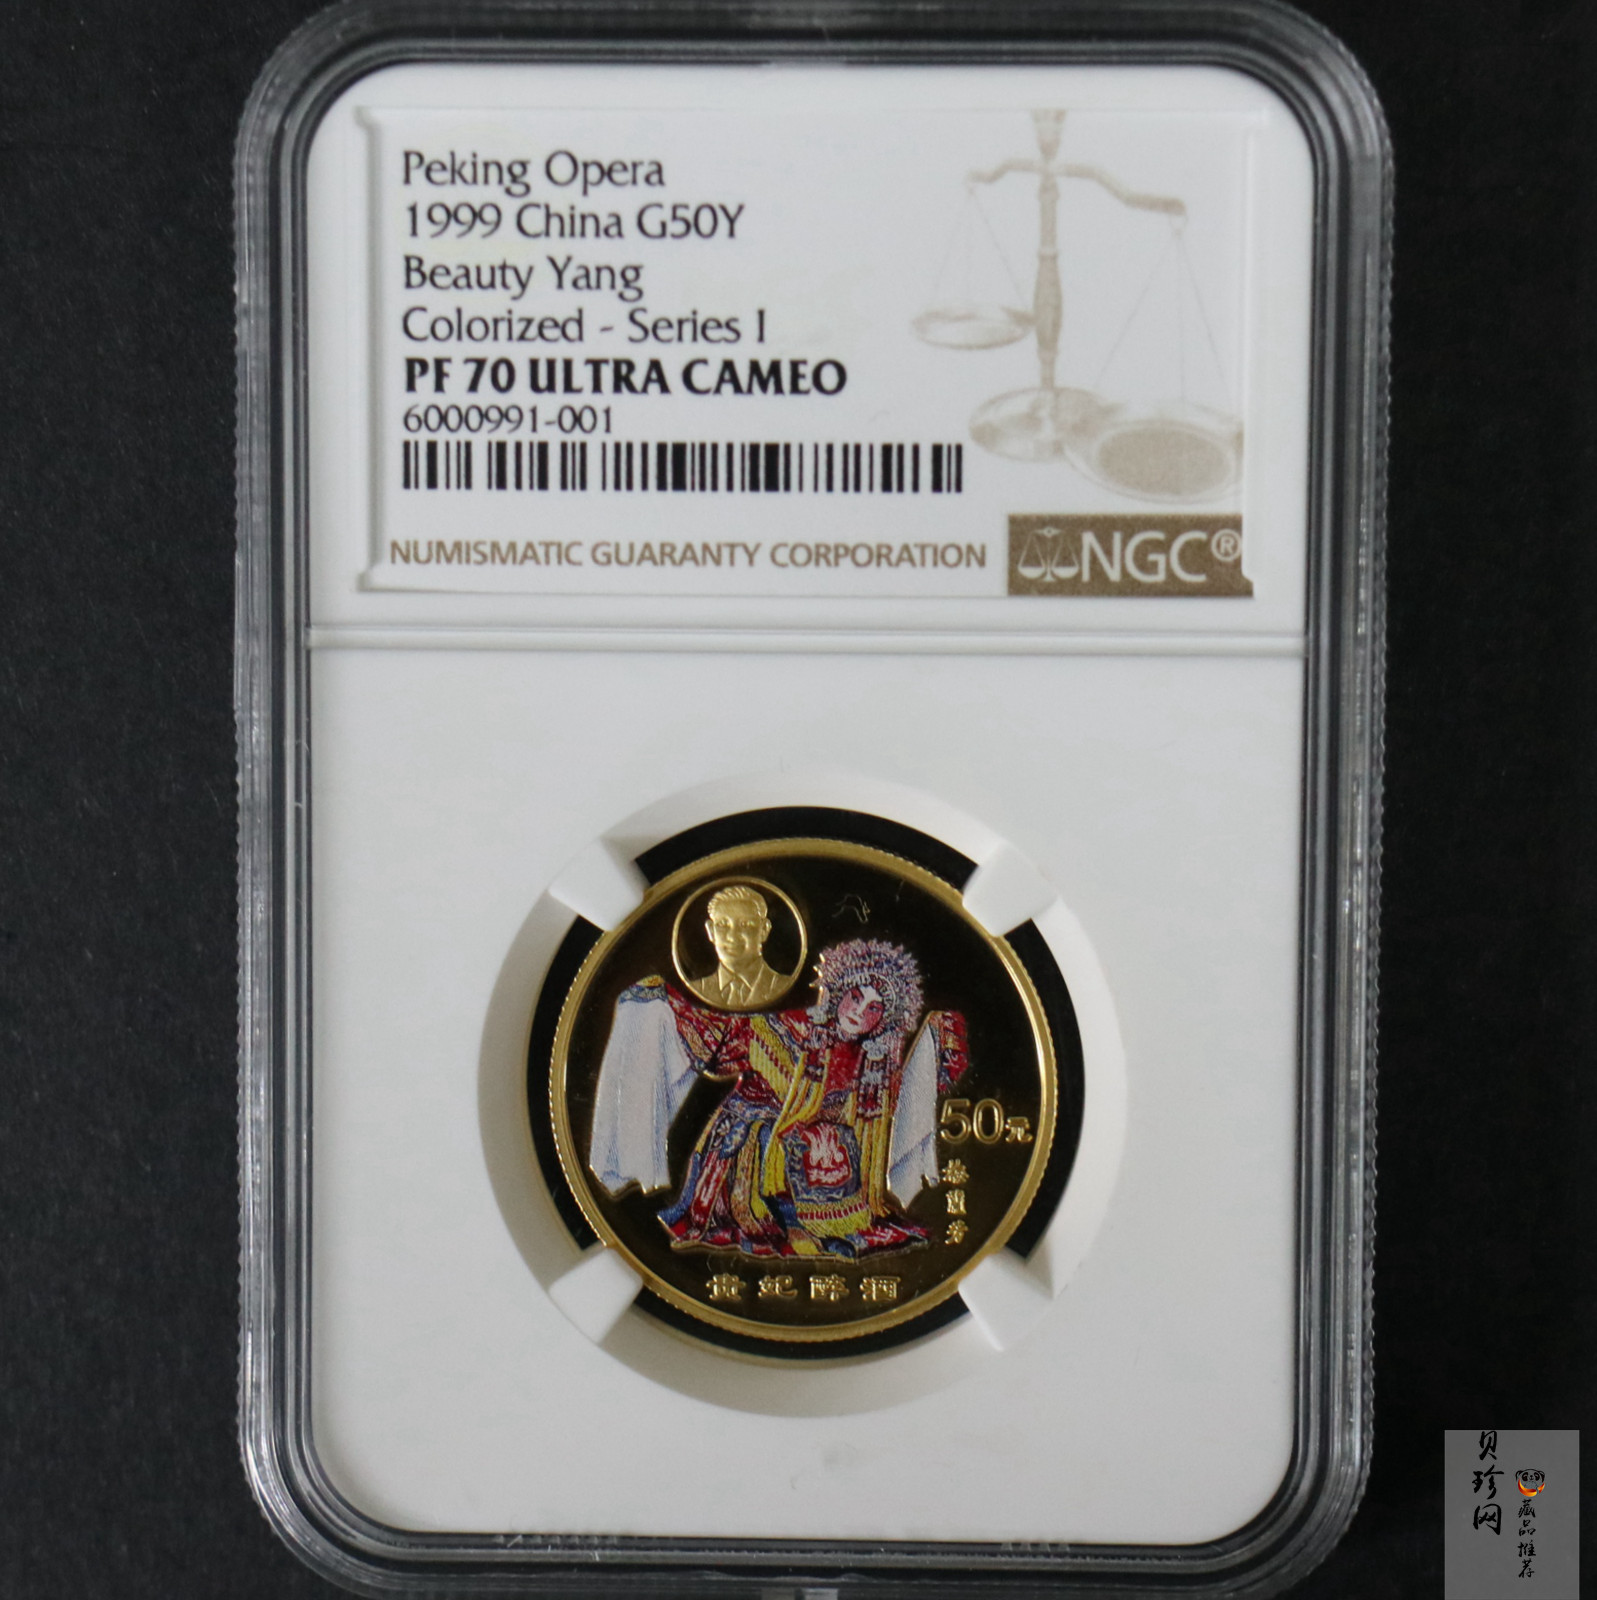 Peking Opera
1999 China G50Y
Beauty Yang
Colorized - Series I
PF 70 ULTRA CAMEO
6000991-001
NUMISMATIC GUARANTY CORPORATION
NGC®
50元
梅蘭芳
贵妃醉酒
贝珍网
藏品推荐